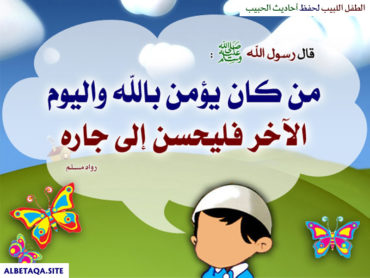 الطفل اللبيب لحفظ أحاديث الحبيب
قال رسول الله ﷺ :
من كان يؤمن بالله واليوم
الآخر فليحسن إلى جاره
رواه مسلم
ALBETAQA.SITE